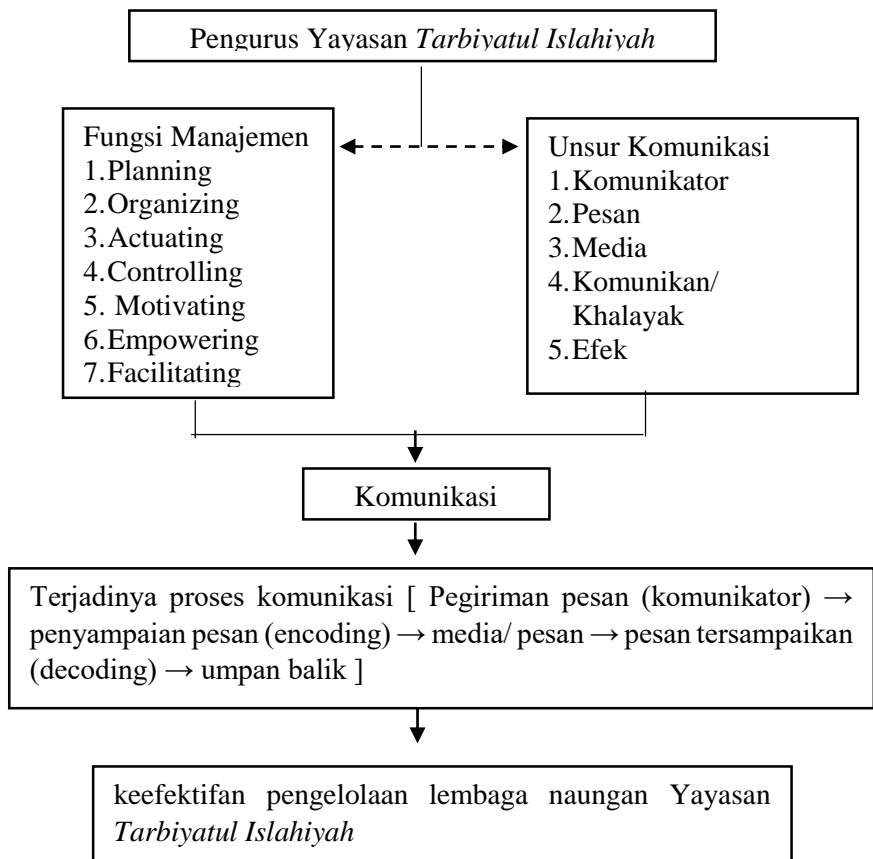 Pengurus Yayasan Tarbiyatul Islahiyah
Fungsi Manajemen
1.Planning
2.Organizing
3.Actuating
4.Controlling
5. Motivating
6.Empowering
7.Facilitating
Unsur Komunikasi
1.Komunikator
2.Pesan
3.Media
4.Komunikan/
Khalayak
5.Efek
Komunikasi
Terjadinya proses komunikasi [ Pegiriman pesan (komunikator) →
penyampaian pesan (encoding) → media/ pesan → pesan tersampaikan
(decoding) → umpan balik ]
keefektifan pengelolaan lembaga naungan Yayasan
Tarbiyatul Islahiyah